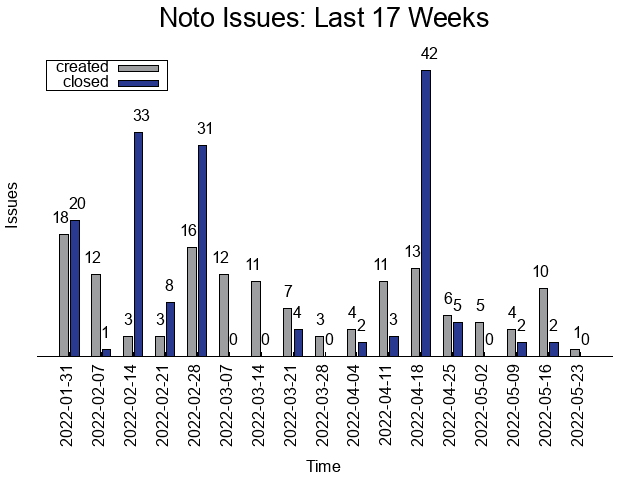 Noto Issues: Last 17 Weeks
created
closed
Issues
18 20 12 1 3 33 3 8 16 31 12 0 11 0 7 4 3 0 4 2 11 3 13 42 6 5 5 0 4 2 10 2 1 0
2022-01-31
2022-02-07
2022-02-14
2022-02-21
2022-02-28
2022-03-07
2022-03-14
2022-03-21
2022-03-28
2022-04-04
2022-04-11
2022-04-18
2022-04-25
2022-05-02
2022-05-09
2022-05-16
2022-05-23
Time